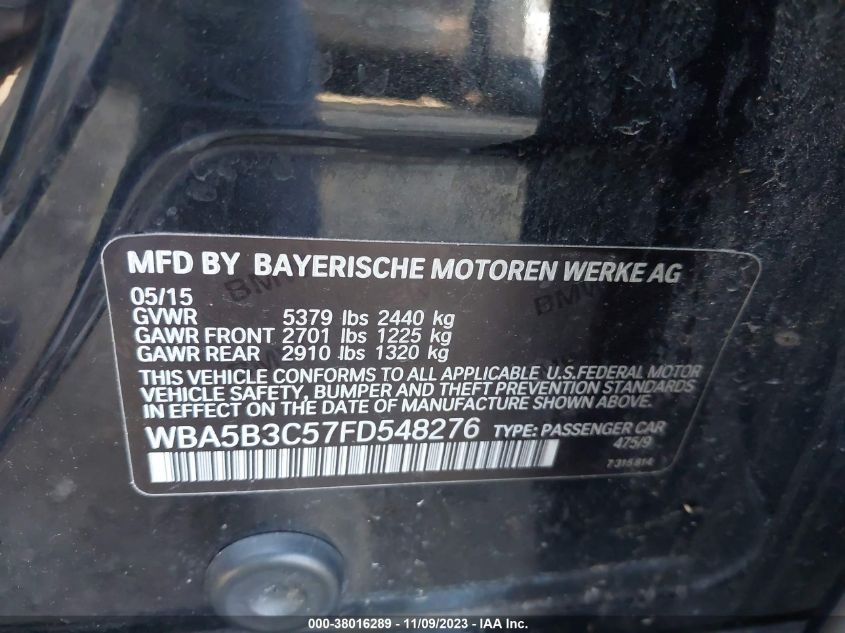 MFD BY BAYERISCHE MOTOREN WERKE AG
05/15
GVWR 5379 lbs 2440 kg
GAWR FRONT 2701 lbs 1225 kg
GAWR REAR 2910 lbs 1320 kg
THIS VEHICLE CONFORMS TO ALL APPLICABLE U.S.FEDERAL MOTOR
VEHICLE SAFETY, BUMPER AND THEFT PREVENTION STANDARDS
IN EFFECT ON THE DATE OF MANUFACTURE SHOWN ABOVE.
WBA5B3C57FD548276 TYPE: PASSENGER CAR
475/9
7 315 814
000-38016289 - 11/09/2023 - IAA Inc.